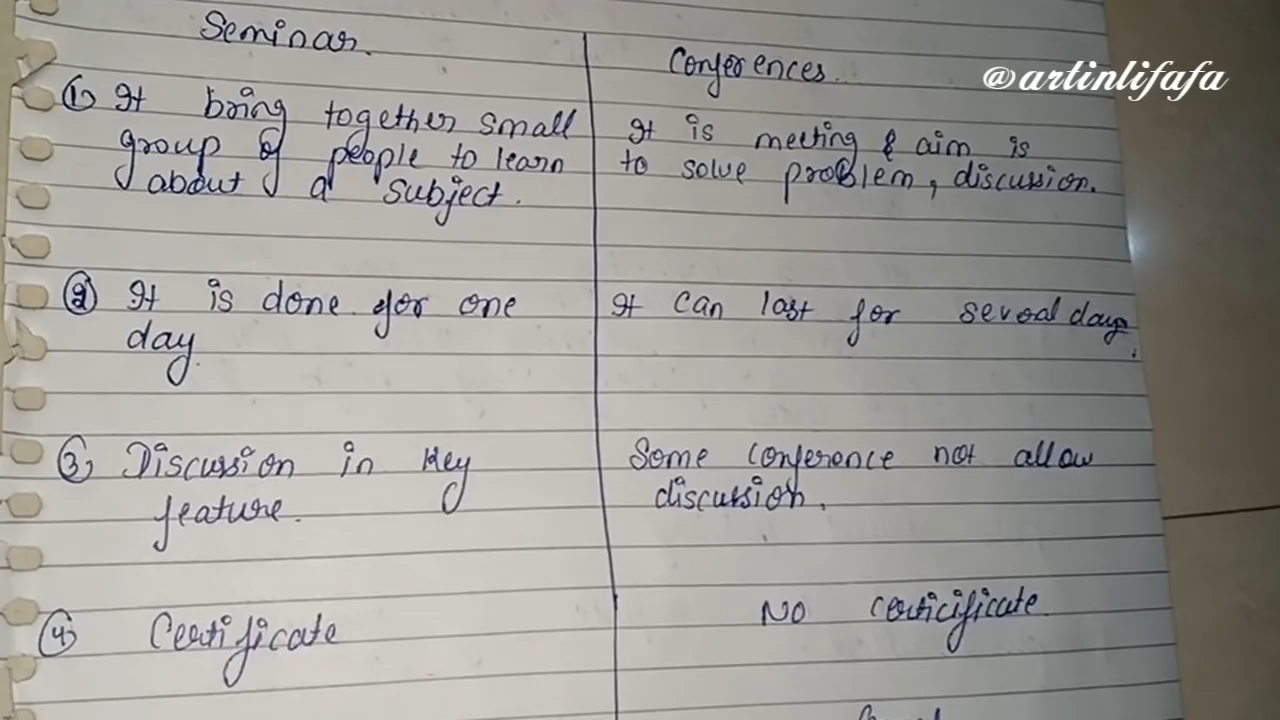 Seminar.
Conferences.
@artinlifafa
① It bring together small
group of people to learn
about a subject.
It is meeting & aim is
to solve problem, discussion.
② It is done for one
day.
It can last for several days.
③ Discussion in key
feature.
Some conference not allow
discussion.
④ Certificate
No certicificate